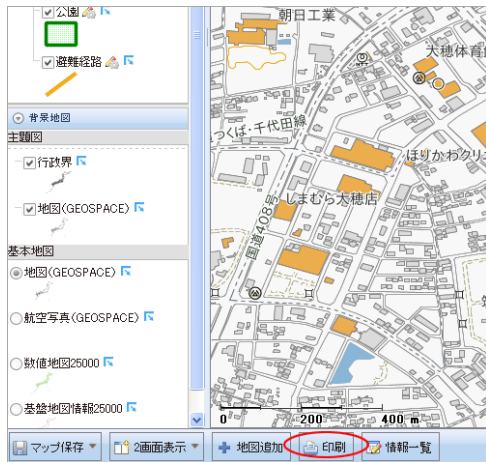 公園
避難経路
背景地図
主題図
行政界
地図(GEOSPACE)
基本地図
地図(GEOSPACE)
航空写真(GEOSPACE)
数値地図25000
基盤地図情報25000
朝日工業
大穂体育
つくば・千代田線
ほりかわクリニ
しまむら大穂店
国道408号
0 200 400 m
マップ保存 2画面表示 地図追加 印刷 情報一覧